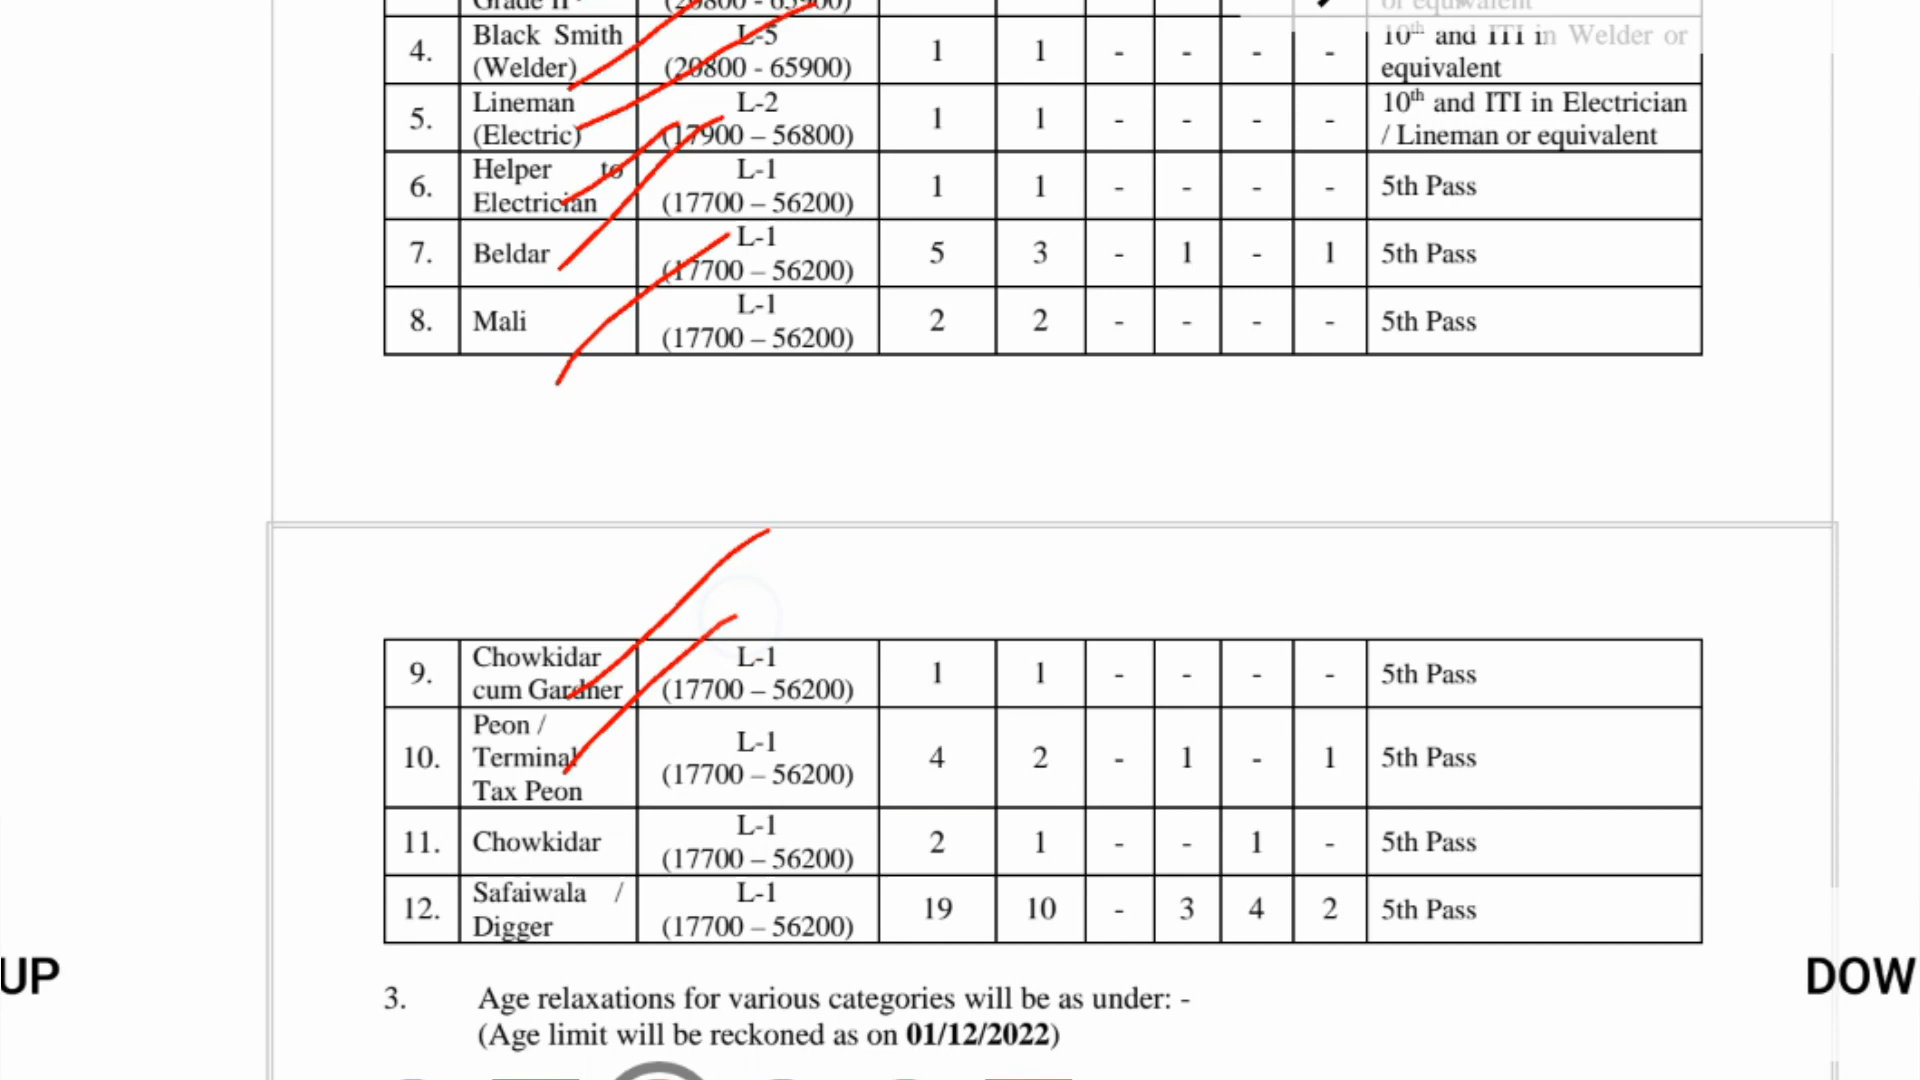 Grade II (20800 - 65900) or equivalent
4. Black Smith (Welder) L-5 (20800 - 65900) 1 1 - - - - 10th and ITI in Welder or equivalent
5. Lineman (Electric) L-2 (17900 – 56800) 1 1 - - - - 10th and ITI in Electrician / Lineman or equivalent
6. Helper to Electrician L-1 (17700 – 56200) 1 1 - - - - 5th Pass
7. Beldar L-1 (17700 – 56200) 5 3 - 1 - 1 5th Pass
8. Mali L-1 (17700 – 56200) 2 2 - - - - 5th Pass
9. Chowkidar cum Gardner L-1 (17700 – 56200) 1 1 - - - - 5th Pass
10. Peon / Terminal Tax Peon L-1 (17700 – 56200) 4 2 - 1 - 1 5th Pass
11. Chowkidar L-1 (17700 – 56200) 2 1 - - 1 - 5th Pass
12. Safaiwala / Digger L-1 (17700 – 56200) 19 10 - 3 4 2 5th Pass
UP
DOW
3. Age relaxations for various categories will be as under: -
(Age limit will be reckoned as on 01/12/2022)